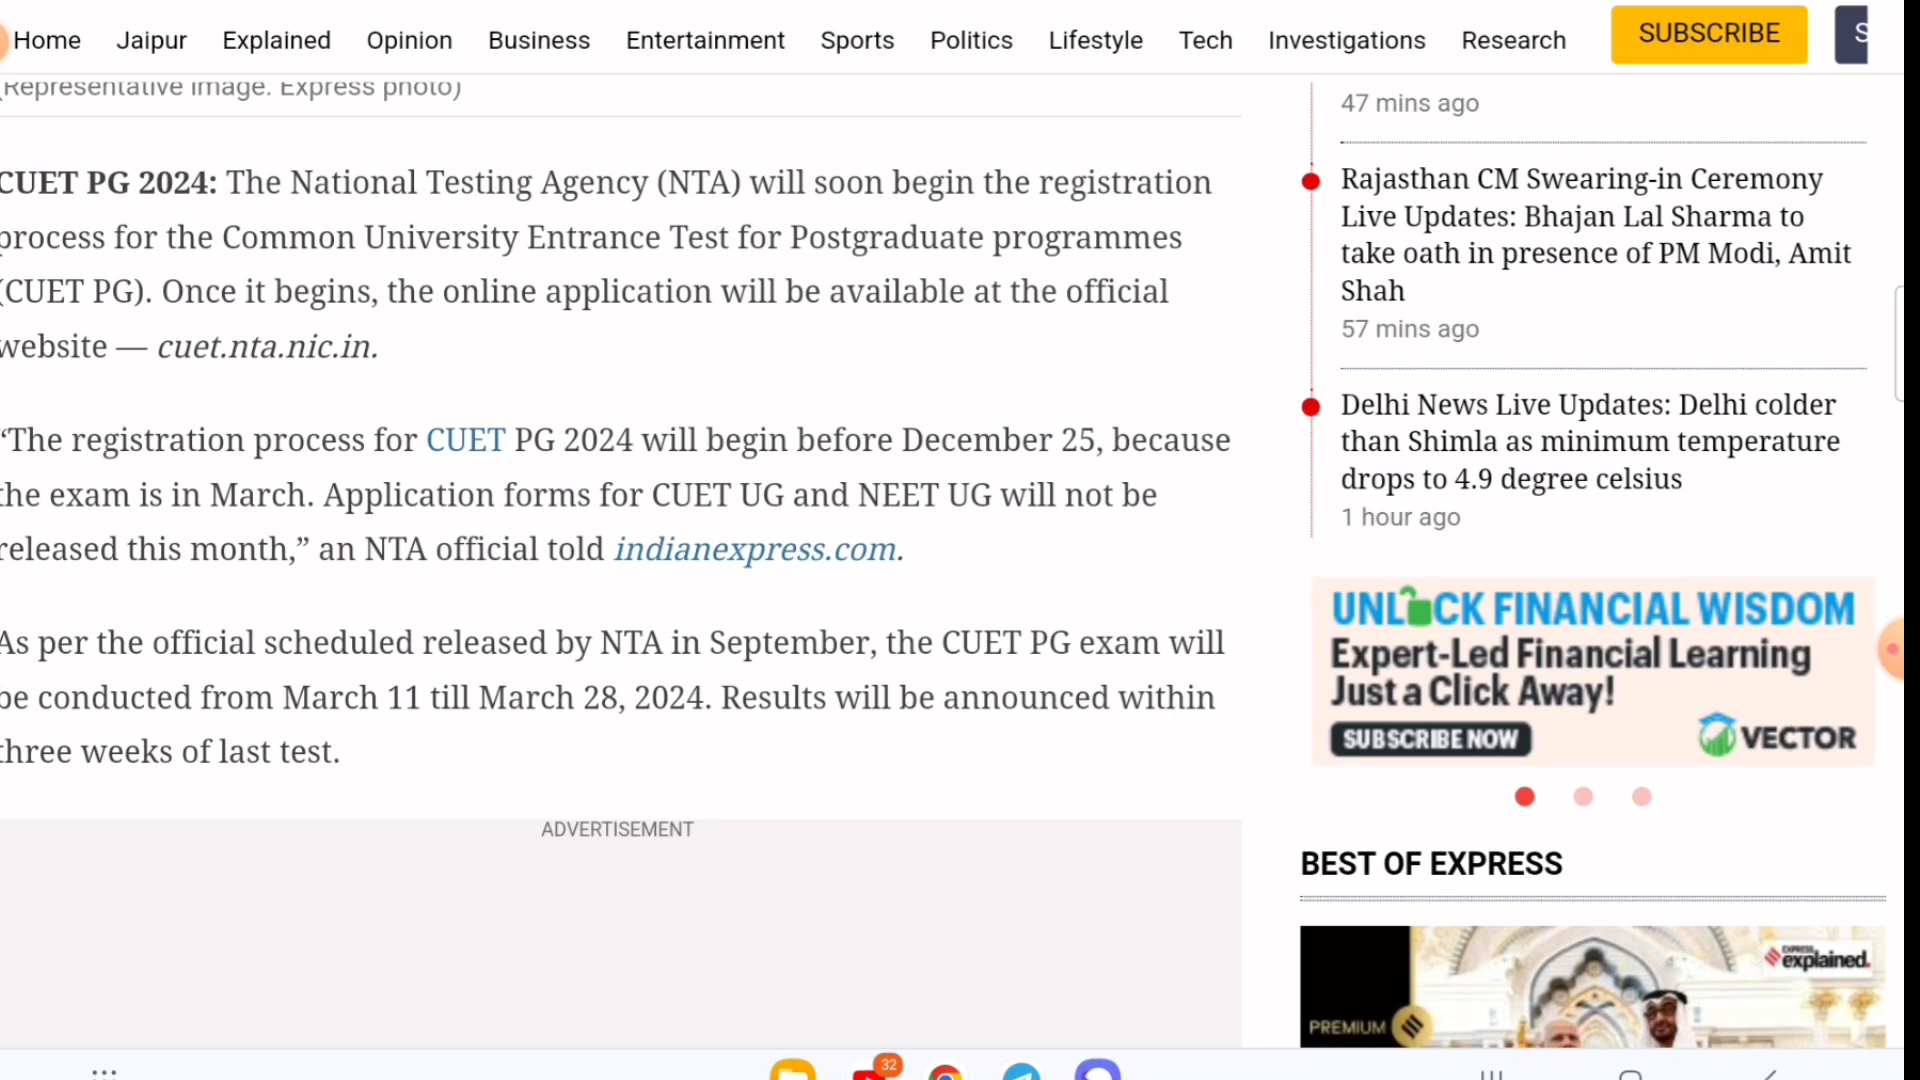 Home Jaipur Explained Opinion Business Entertainment Sports Politics Lifestyle Tech Investigations Research SUBSCRIBE S
(Representative image. Express photo)
CUET PG 2024: The National Testing Agency (NTA) will soon begin the registration
process for the Common University Entrance Test for Postgraduate programmes
(CUET PG). Once it begins, the online application will be available at the official
website — cuet.nta.nic.in.
“The registration process for CUET PG 2024 will begin before December 25, because
the exam is in March. Application forms for CUET UG and NEET UG will not be
released this month,” an NTA official told indianexpress.com.
As per the official scheduled released by NTA in September, the CUET PG exam will
be conducted from March 11 till March 28, 2024. Results will be announced within
three weeks of last test.
ADVERTISEMENT
47 mins ago
Rajasthan CM Swearing-in Ceremony
Live Updates: Bhajan Lal Sharma to
take oath in presence of PM Modi, Amit
Shah
57 mins ago
Delhi News Live Updates: Delhi colder
than Shimla as minimum temperature
drops to 4.9 degree celsius
1 hour ago
UNLOCK FINANCIAL WISDOM
Expert-Led Financial Learning
Just a Click Away!
SUBSCRIBE NOW VECTOR
BEST OF EXPRESS
EXPRESS
explained.
PREMIUM
32